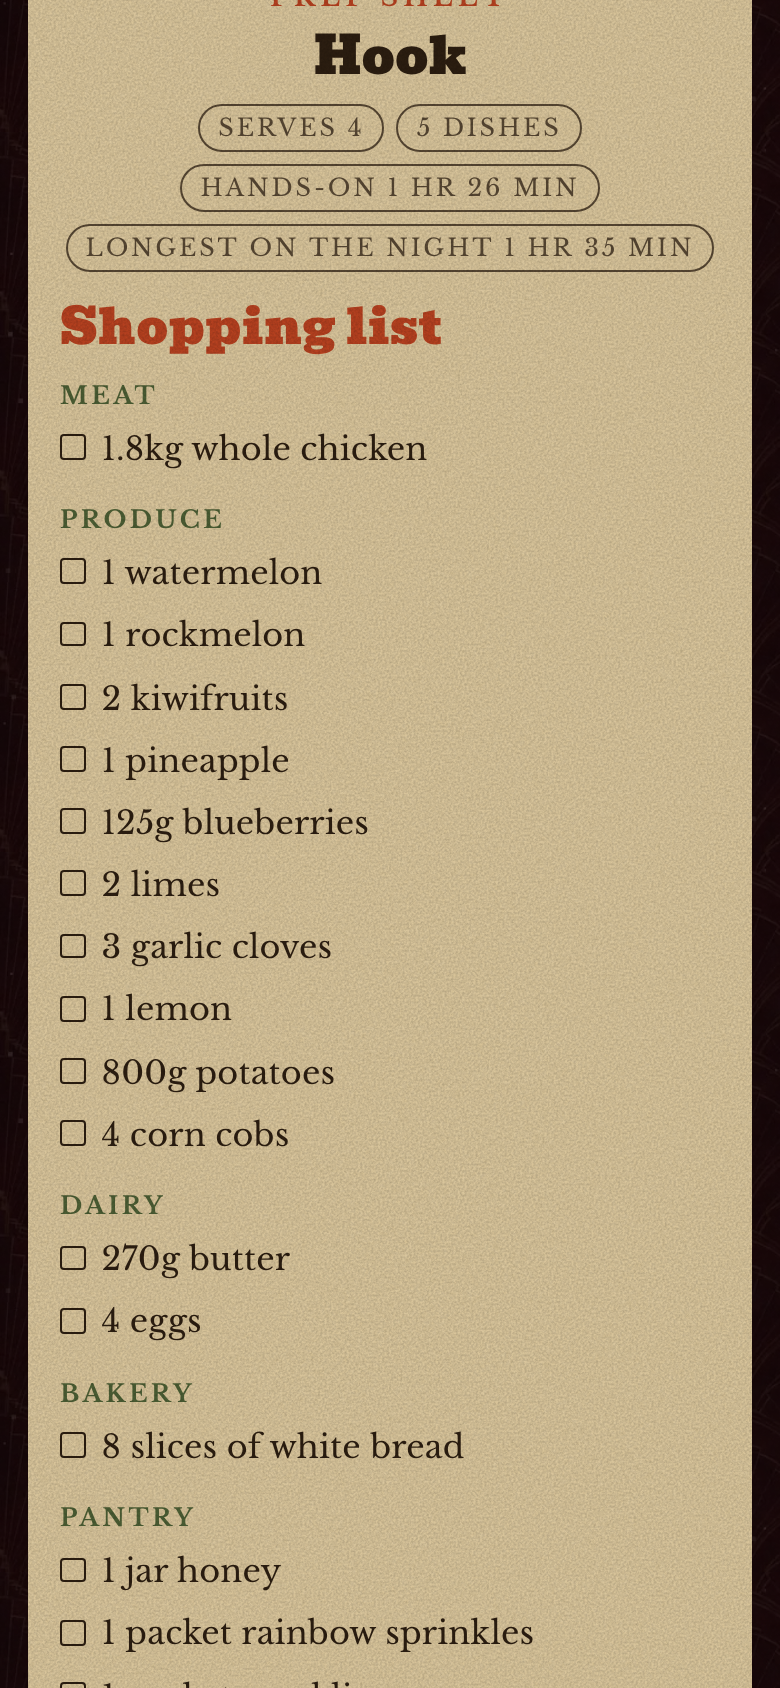 PREP SHEET
Hook
SERVES 4
5 DISHES
HANDS-ON 1 HR 26 MIN
LONGEST ON THE NIGHT 1 HR 35 MIN
Shopping list
MEAT
1.8kg whole chicken
PRODUCE
1 watermelon
1 rockmelon
2 kiwifruits
1 pineapple
125g blueberries
2 limes
3 garlic cloves
1 lemon
800g potatoes
4 corn cobs
DAIRY
270g butter
4 eggs
BAKERY
8 slices of white bread
PANTRY
1 jar honey
1 packet rainbow sprinkles